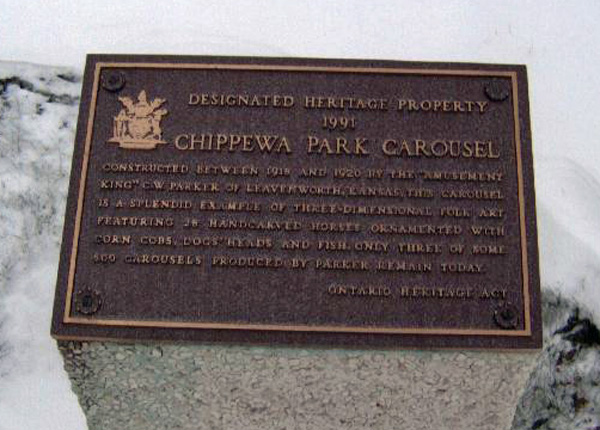 DESIGNATED HERITAGE PROPERTY
1991
CHIPPEWA PARK CAROUSEL
CONSTRUCTED BETWEEN 1918 AND 1920 BY THE "AMUSEMENT
KING" C.W. PARKER OF LEAVENWORTH, KANSAS, THIS CAROUSEL
IS A SPLENDID EXAMPLE OF THREE-DIMENSIONAL FOLK ART
FEATURING 28 HANDCARVED HORSES ORNAMENTED WITH
CORN COBS, DOGS' HEADS AND FISH. ONLY THREE OF SOME
800 CAROUSELS PRODUCED BY PARKER REMAIN TODAY.
ONTARIO HERITAGE ACT